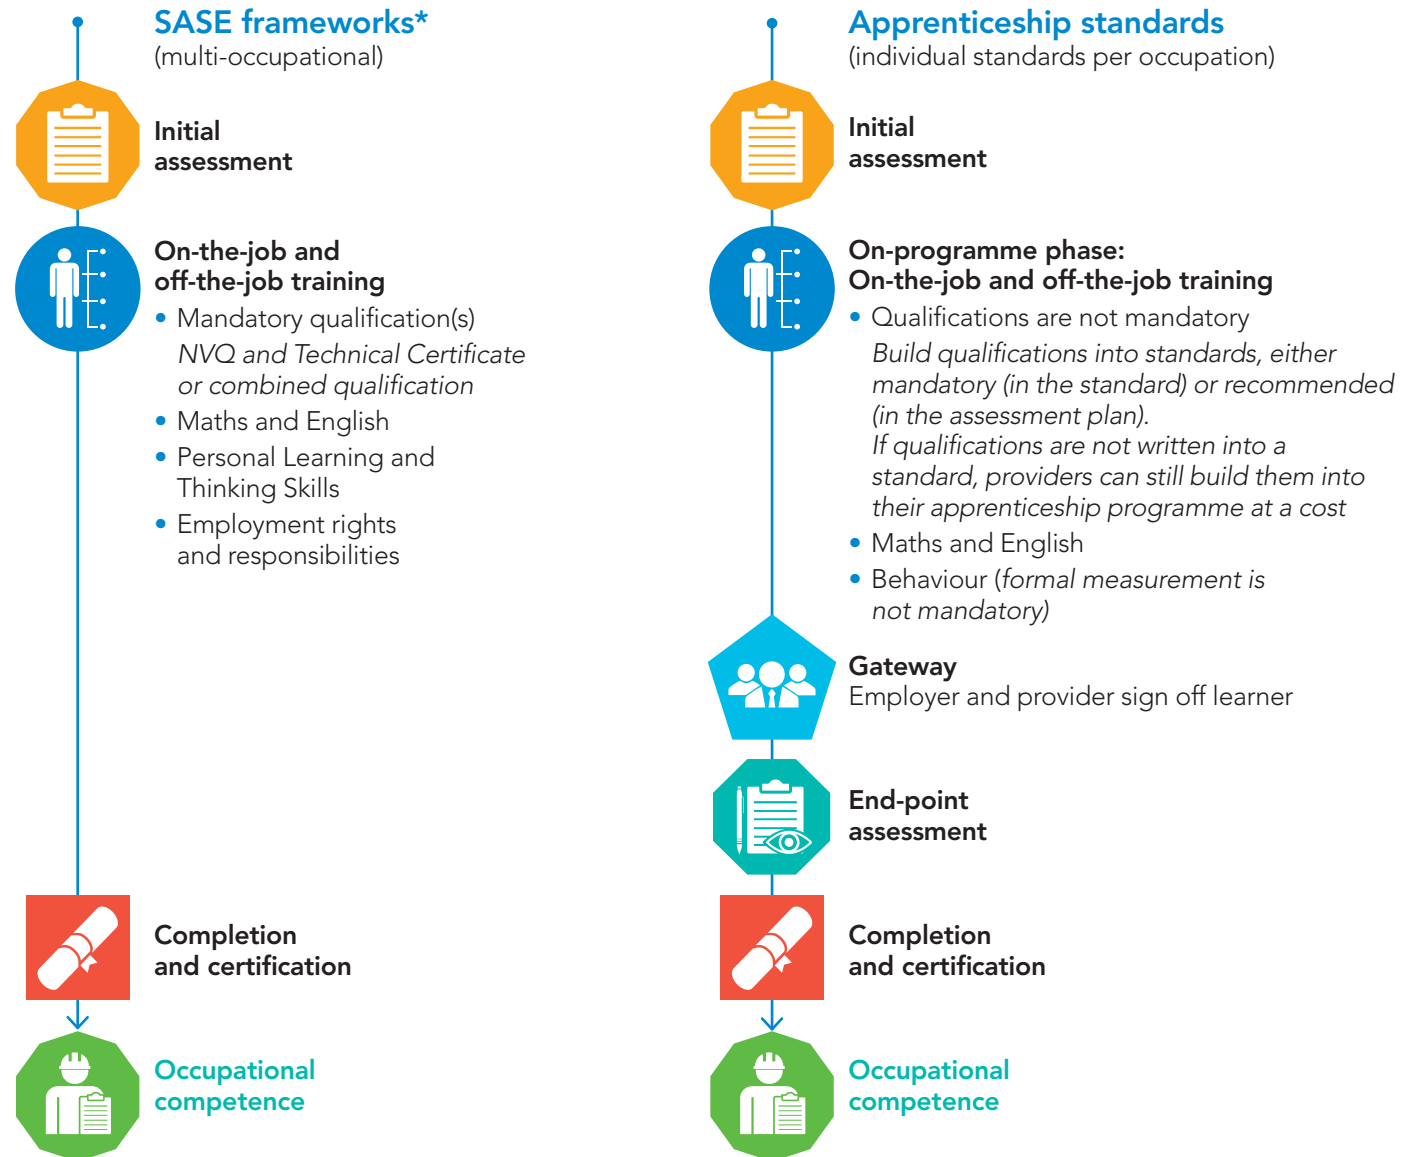 SASE frameworks*
(multi-occupational)
Initial
assessment
On-the-job and
off-the-job training
• Mandatory qualification(s)
NVQ and Technical Certificate
or combined qualification
• Maths and English
• Personal Learning and
Thinking Skills
• Employment rights
and responsibilities
Completion
and certification
Occupational
competence
Apprenticeship standards
(individual standards per occupation)
Initial
assessment
On-programme phase:
On-the-job and off-the-job training
• Qualifications are not mandatory
Build qualifications into standards, either
mandatory (in the standard) or recommended
(in the assessment plan).
If qualifications are not written into a
standard, providers can still build them into
their apprenticeship programme at a cost
• Maths and English
• Behaviour (formal measurement is
not mandatory)
Gateway
Employer and provider sign off learner
End-point
assessment
Completion
and certification
Occupational
competence